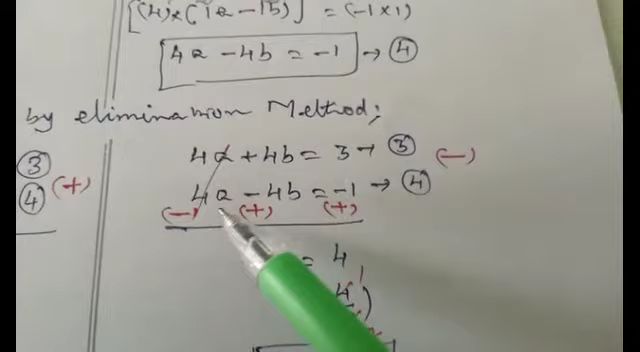 [(4)×(1a-1b)] = (-1×1)
4a - 4b = -1 → ④
by elimination Method;
4a + 4b = 3 → ③ (-)
③
④ (+)
4a - 4b = -1 → ④
(-) (+) (+)
= 4
4